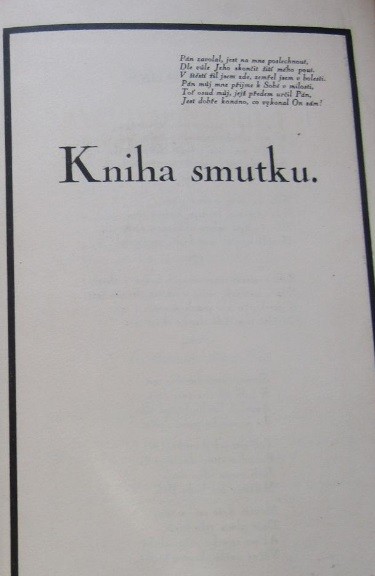 Pán zavolal, jest na mne poslechnout,
Dle vůle Jeho skončit žití mého pout.
V štěstí žil jsem zde, zemřel jsem v bolesti.
Pán můj mne přijme k Sobě v milosti,
Toť osud můj, jejž předem určil Pán,
Jest dobře konáno, co vykonal On sám!
Kniha smutku.